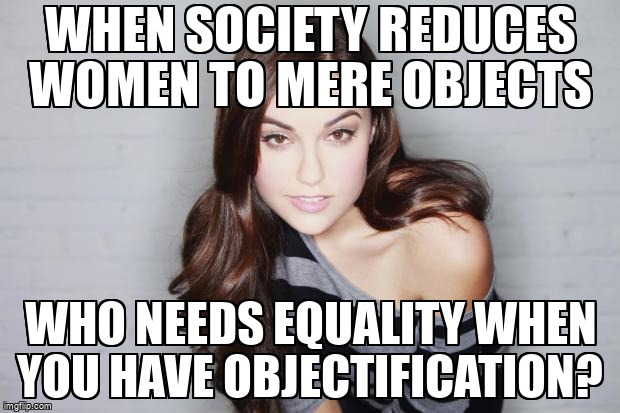 WHEN SOCIETY REDUCES
WOMEN TO MERE OBJECTS
WHO NEEDS EQUALITY WHEN
YOU HAVE OBJECTIFICATION?
imgflip.com